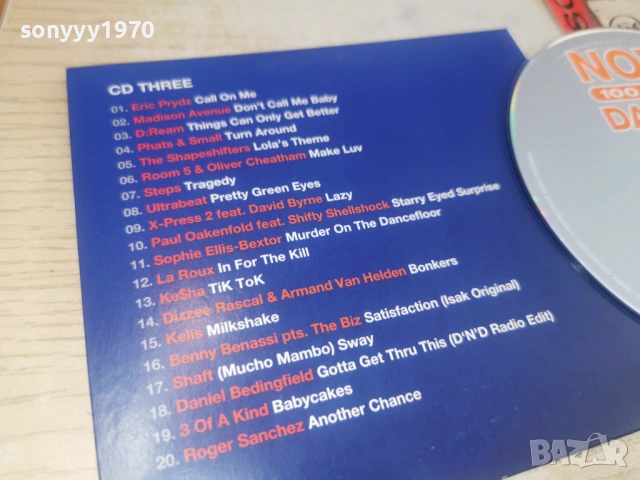 sonyyy1970
CD THREE
01. Eric Prydz Call On Me
02. Madison Avenue Don't Call Me Baby
03. D:Ream Things Can Only Get Better
04. Phats & Small Turn Around
05. The Shapeshifters Lola's Theme
06. Room 5 & Oliver Cheatham Make Luv
07. Steps Tragedy
08. Ultrabeat Pretty Green Eyes
09. X-Press 2 feat. David Byrne Lazy
10. Paul Oakenfold feat. Shifty Shellshock Starry Eyed Surprise
11. Sophie Ellis-Bextor Murder On The Dancefloor
12. La Roux In For The Kill
13. Ke$ha TiK ToK
14. Dizzee Rascal & Armand Van Helden Bonkers
15. Kelis Milkshake
16. Benny Benassi pts. The Biz Satisfaction (Isak Original)
17. Shaft (Mucho Mambo) Sway
18. Daniel Bedingfield Gotta Get Thru This (D'N'D Radio Edit)
19. 3 Of A Kind Babycakes
20. Roger Sanchez Another Chance
100
BAZAR